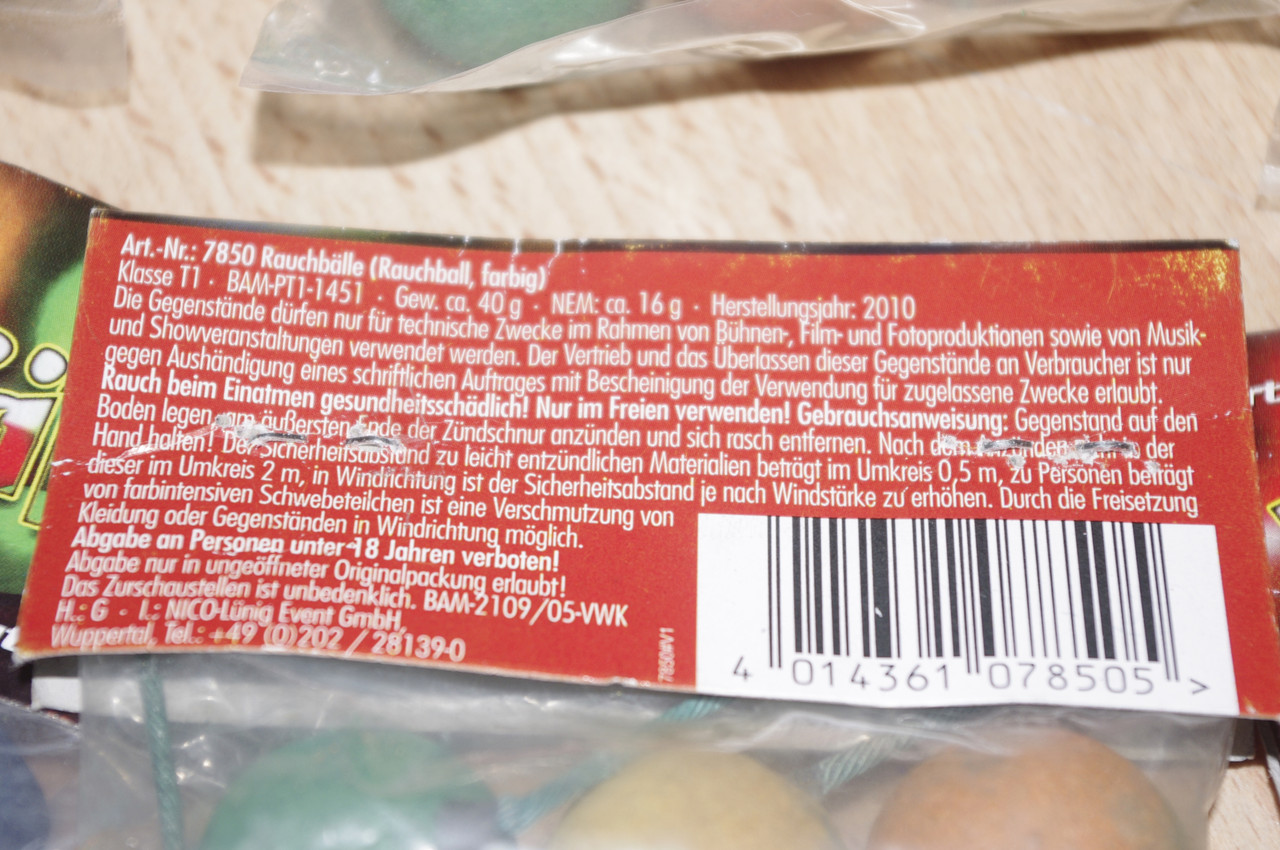 Art.-Nr.: 7850 Rauchbälle (Rauchball, farbig)
Klasse T1 · BAM-PT1-1451 · Gew. ca. 40 g · NEM: ca. 16 g · Herstellungsjahr: 2010
Die Gegenstände dürfen nur für technische Zwecke im Rahmen von Bühnen-, Film- und Fotoproduktionen sowie von Musik-
und Showveranstaltungen verwendet werden. Der Vertrieb und das Überlassen dieser Gegenstände an Verbraucher ist nur
gegen Aushändigung eines schriftlichen Auftrages mit Bescheinigung der Verwendung für zugelassene Zwecke erlaubt.
Rauch beim Einatmen gesundheitsschädlich! Nur im Freien verwenden! Gebrauchsanweisung: Gegenstand auf den
Boden legen, am äußersten Ende der Zündschnur anzünden und sich rasch entfernen. Nach dem Anzünden der
Hand halten! Der Sicherheitsabstand zu leicht entzündlichen Materialien beträgt im Umkreis 0,5 m, zu Personen beträgt
dieser im Umkreis 2 m, in Windrichtung ist der Sicherheitsabstand je nach Windstärke zu erhöhen. Durch die Freisetzung
von farbintensiven Schwebeteilchen ist eine Verschmutzung von
Kleidung oder Gegenständen in Windrichtung möglich.
Abgabe an Personen unter 18 Jahren verboten!
Abgabe nur in ungeöffneter Originalpackung erlaubt!
Das Zurschaustellen ist unbedenklich. BAM-2109/05-VWK
H.: G · I.: NICO-Lünig Event GmbH,
Wuppertal, Tel.: +49 (0)202 / 28139-0
7850#V1
4 014361 078505 >